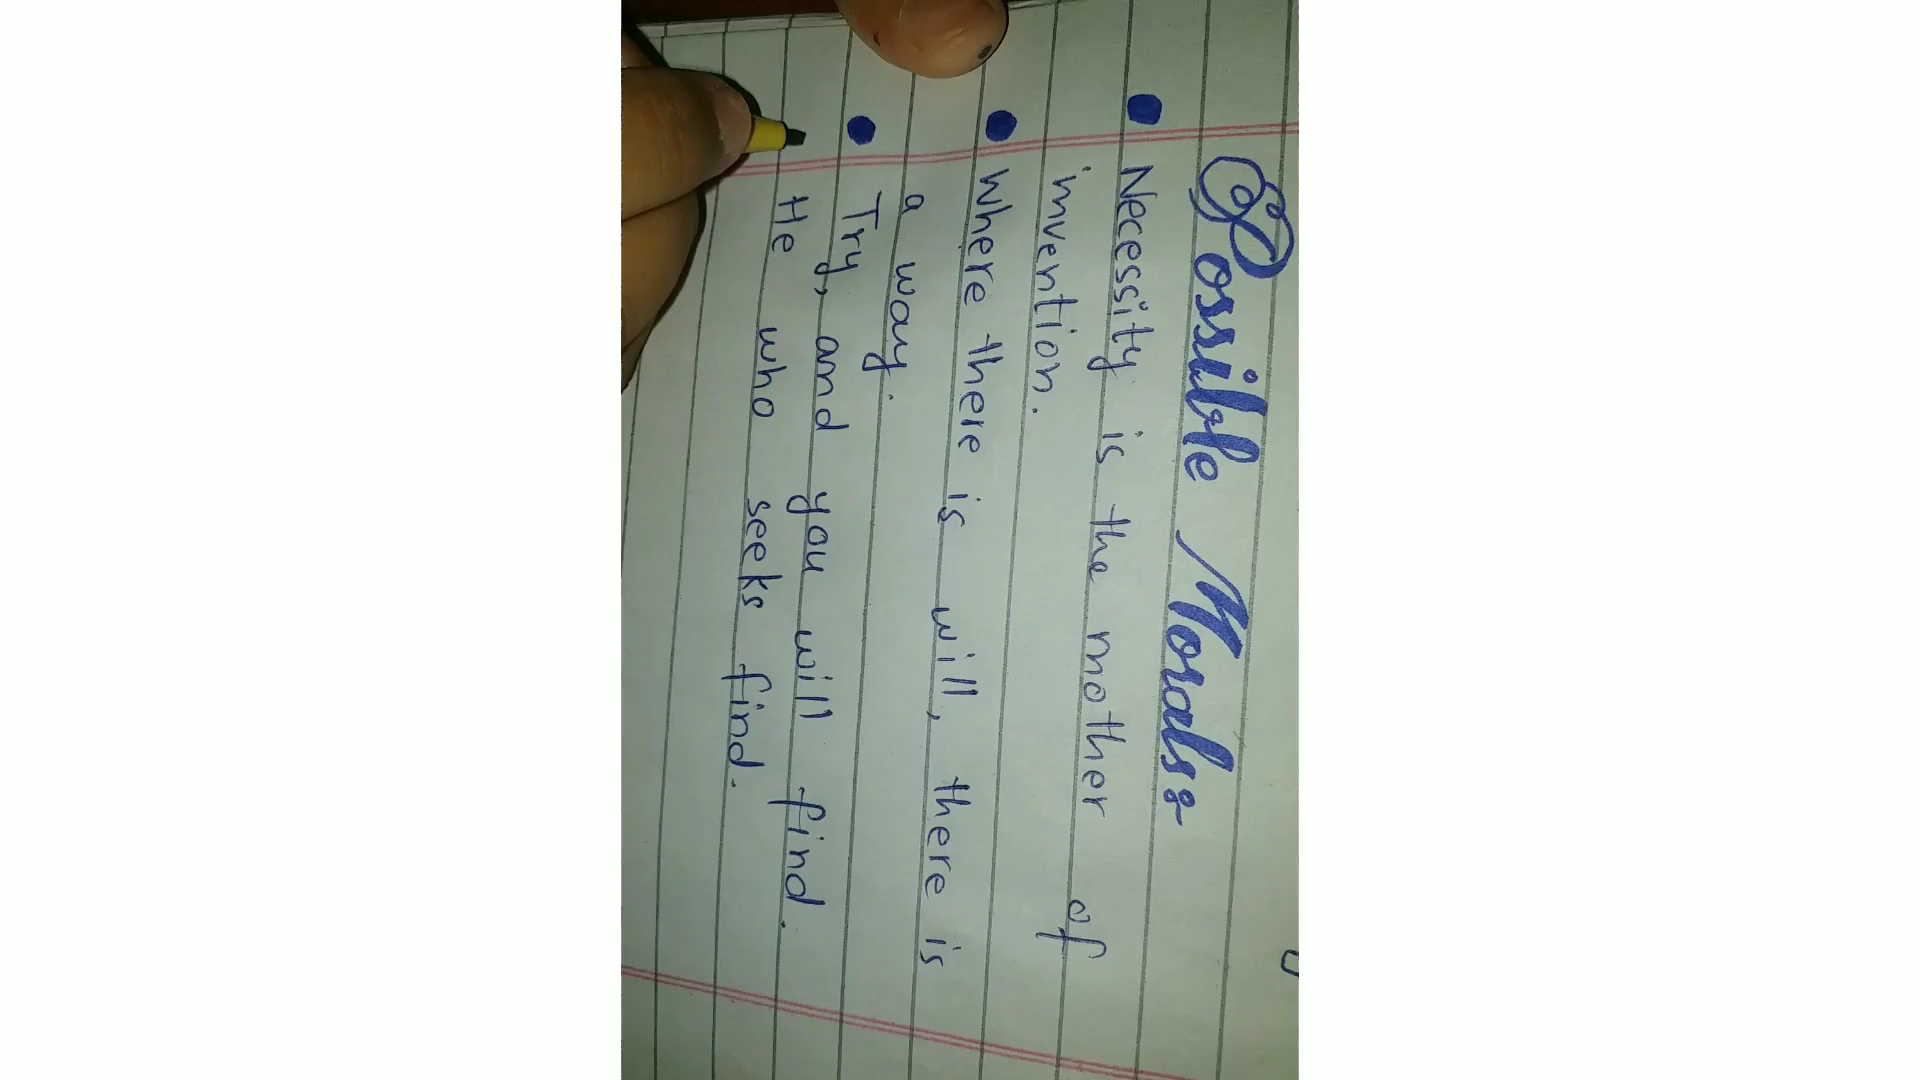 Possible Morals:-
Necessity is the mother of
invention.
Where there is will, there is
a way.
Try, and you will find.
He who seeks find.